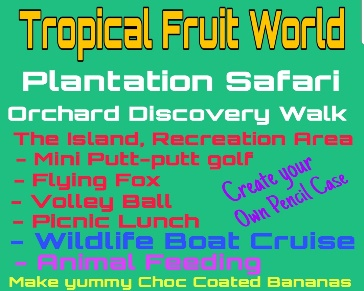 Tropical Fruit World
Plantation Safari
Orchard Discovery Walk
The Island, Recreation Area
- Mini Putt-putt golf
- Flying Fox
- Volley Ball
- Picnic Lunch
Create your
Own Pencil Case
- Wildlife Boat Cruise
- Animal Feeding
Make yummy Choc Coated Bananas